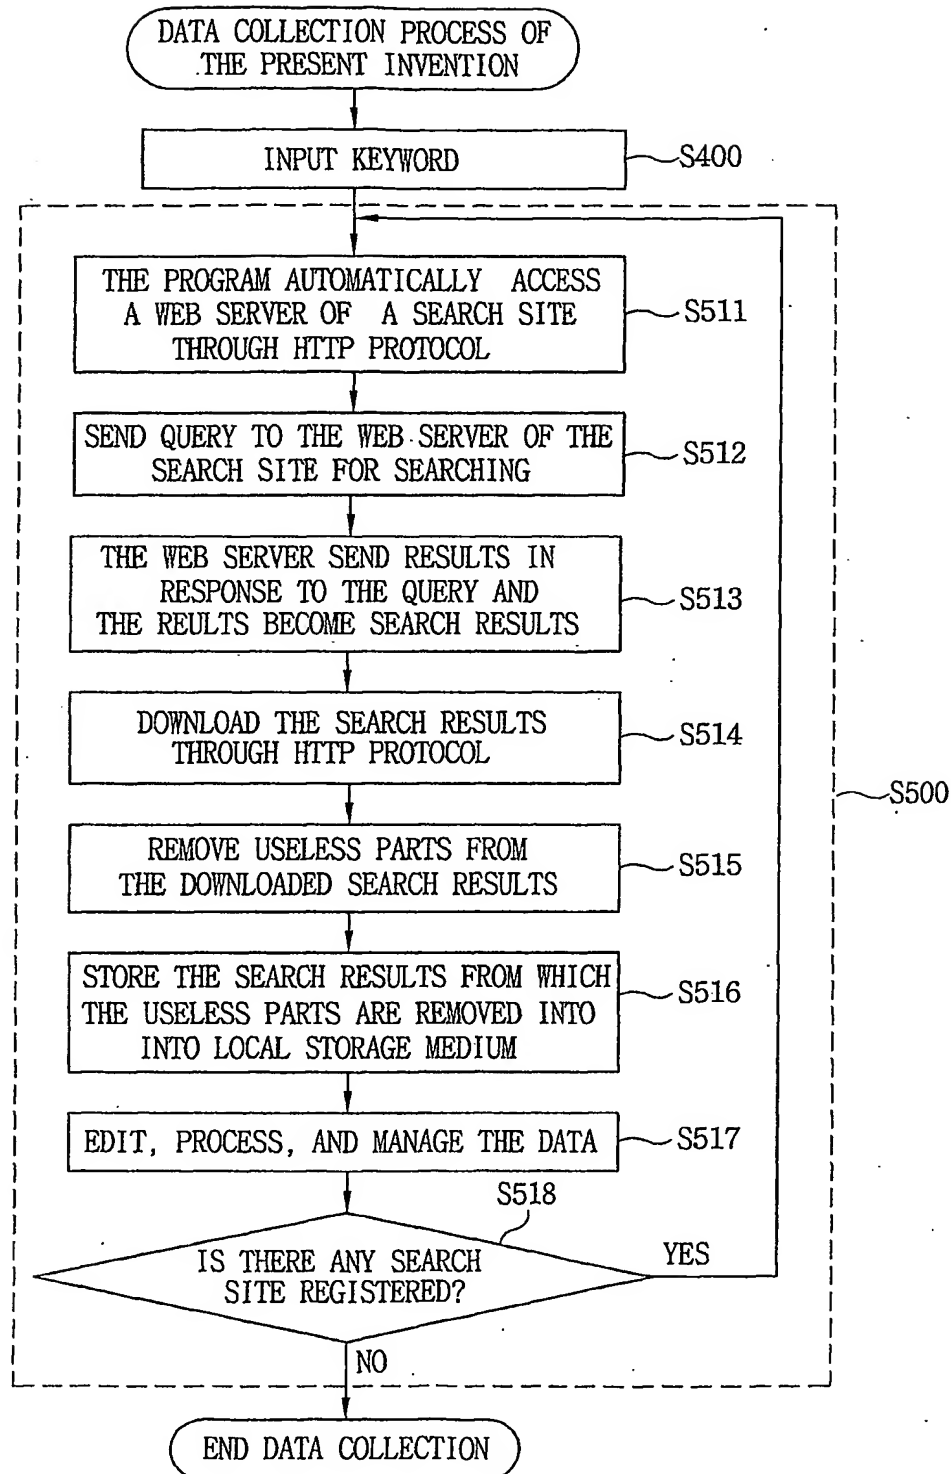 DATA COLLECTION PROCESS OF
THE PRESENT INVENTION
INPUT KEYWORD
S400
THE PROGRAM AUTOMATICALLY ACCESS
A WEB SERVER OF A SEARCH SITE
THROUGH HTTP PROTOCOL
S511
SEND QUERY TO THE WEB SERVER OF THE
SEARCH SITE FOR SEARCHING
S512
THE WEB SERVER SEND RESULTS IN
RESPONSE TO THE QUERY AND
THE REULTS BECOME SEARCH RESULTS
S513
DOWNLOAD THE SEARCH RESULTS
THROUGH HTTP PROTOCOL
S514
S500
REMOVE USELESS PARTS FROM
THE DOWNLOADED SEARCH RESULTS
S515
STORE THE SEARCH RESULTS FROM WHICH
THE USELESS PARTS ARE REMOVED INTO
INTO LOCAL STORAGE MEDIUM
S516
EDIT, PROCESS, AND MANAGE THE DATA
S517
S518
IS THERE ANY SEARCH
SITE REGISTERED?
YES
NO
END DATA COLLECTION